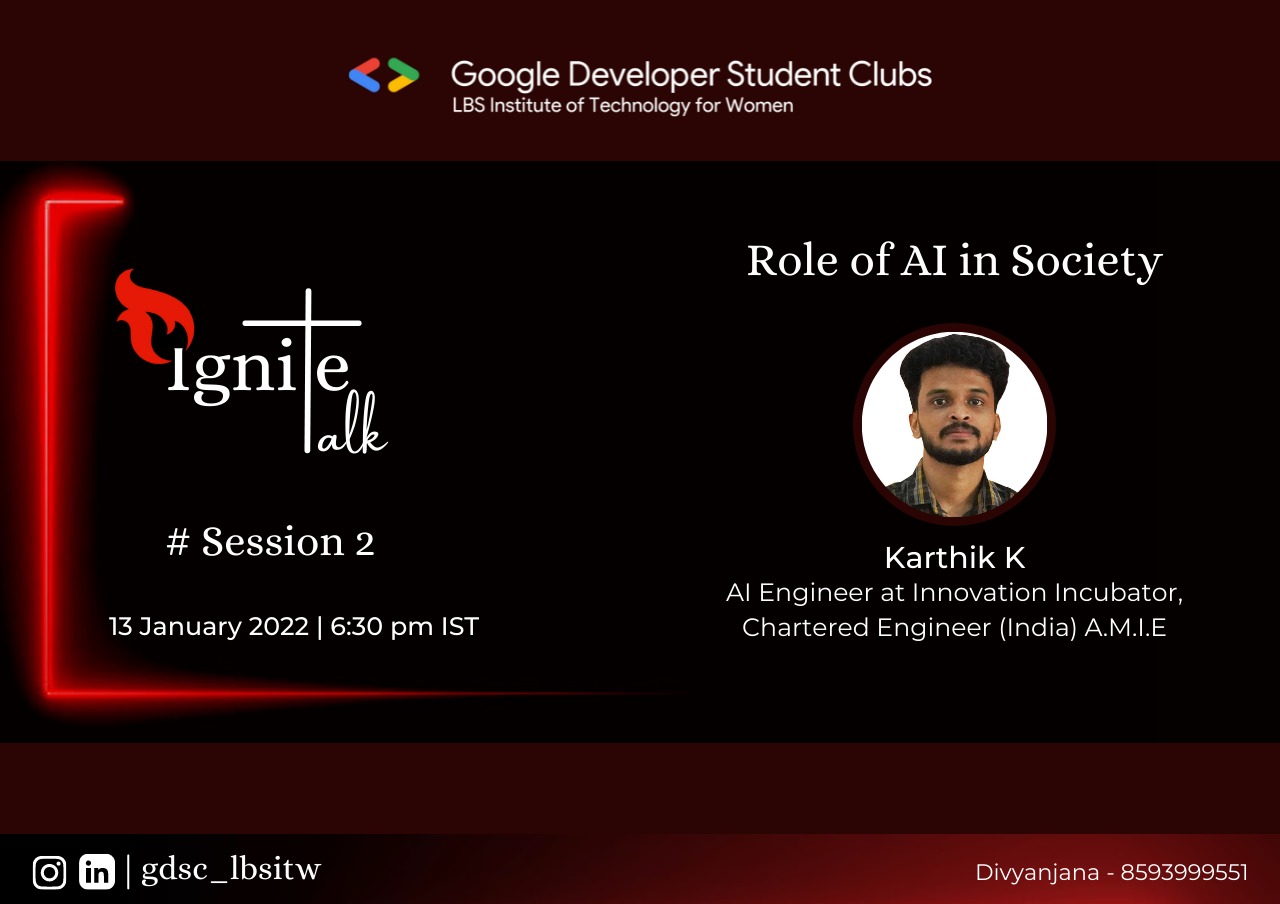 Google Developer Student Clubs
LBS Institute of Technology for Women
Ignite
Talk
# Session 2
13 January 2022 | 6:30 pm IST
Role of AI in Society
Karthik K
AI Engineer at Innovation Incubator,
Chartered Engineer (India) A.M.I.E
in | gdsc_lbsitw
Divyanjana - 8593999551